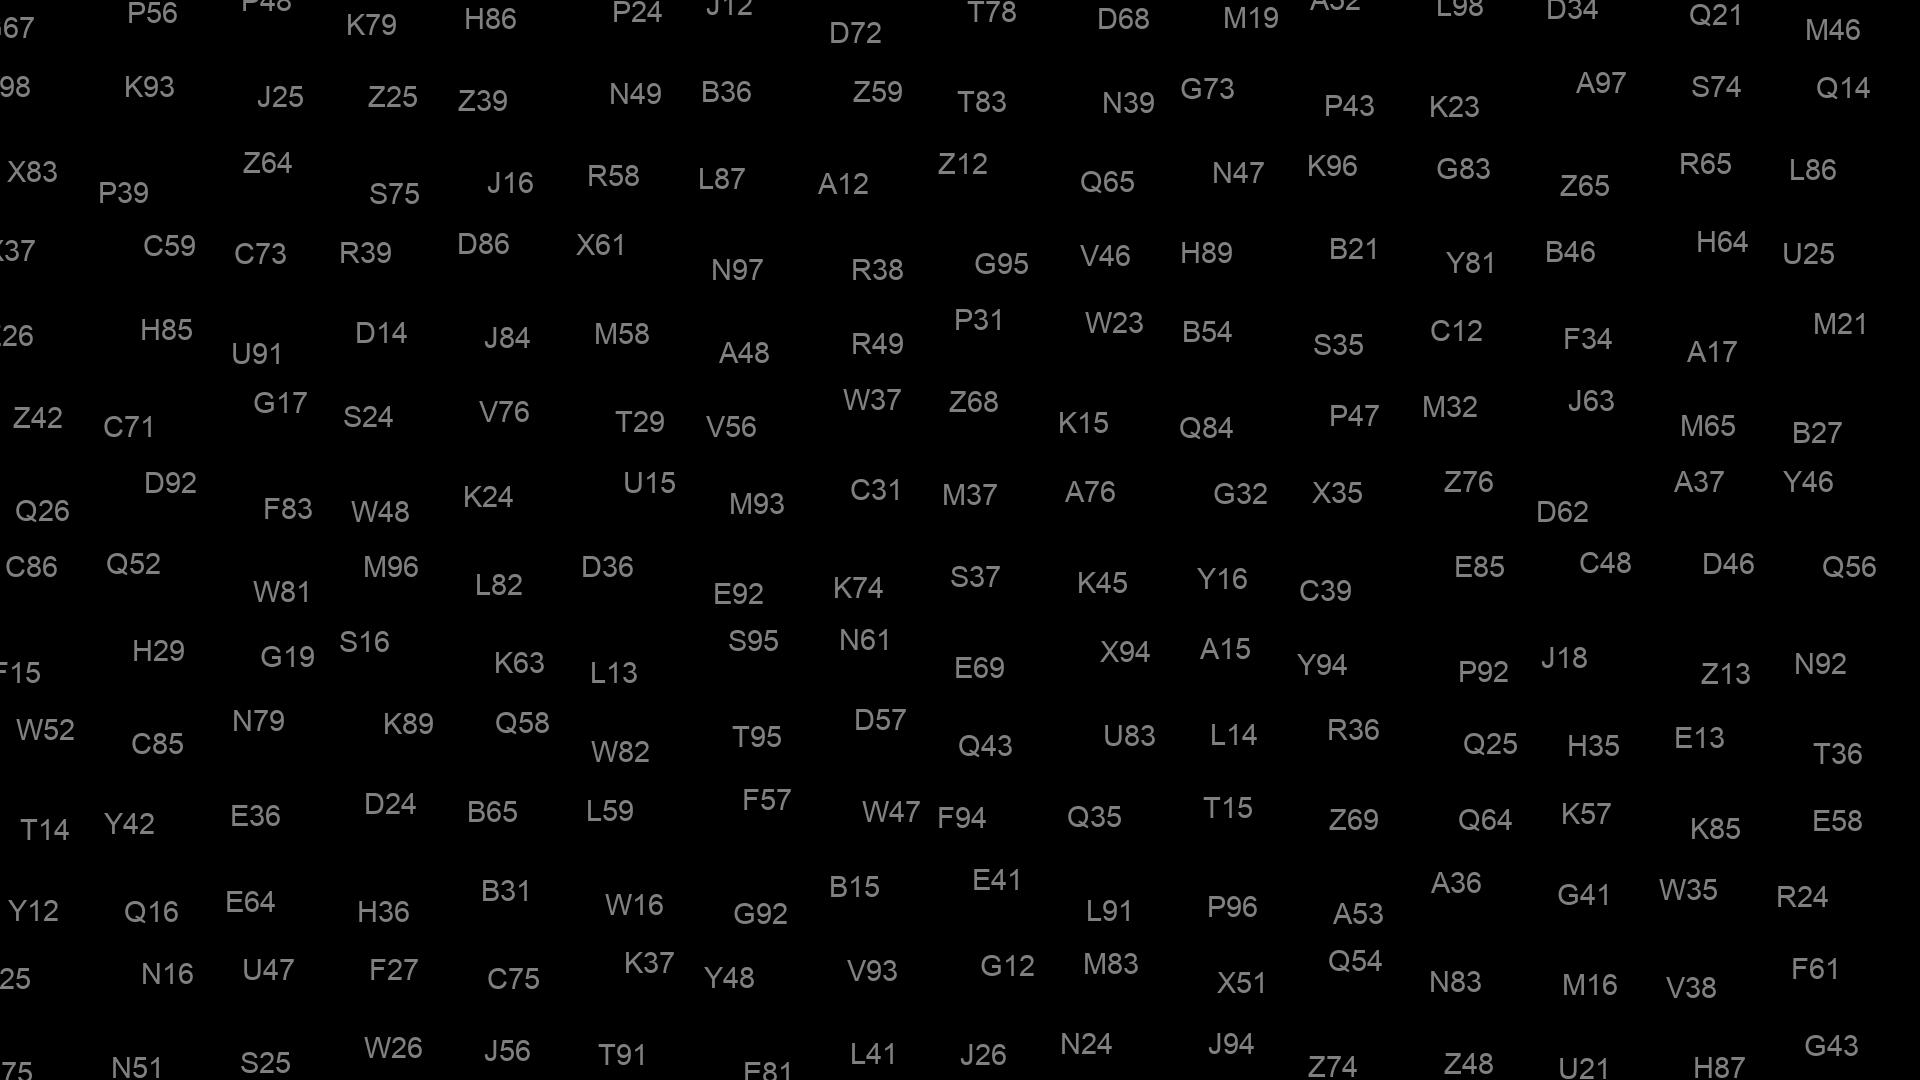 67 P56 P48 K79 H86 P24 J12 D72 T78 D68 M19 A52 L98 D34 Q21 M46
98 K93 J25 Z25 Z39 N49 B36 Z59 T83 N39 G73 P43 K23 A97 S74 Q14
X83 P39 Z64 S75 J16 R58 L87 A12 Z12 Q65 N47 K96 G83 Z65 R65 L86
37 C59 C73 R39 D86 X61 N97 R38 G95 V46 H89 B21 Y81 B46 H64 U25
26 H85 U91 D14 J84 M58 A48 R49 P31 W23 B54 S35 C12 F34 A17 M21
Z42 C71 G17 S24 V76 T29 V56 W37 Z68 K15 Q84 P47 M32 J63 M65 B27
Q26 D92 F83 W48 K24 U15 M93 C31 M37 A76 G32 X35 Z76 D62 A37 Y46
C86 Q52 W81 M96 L82 D36 E92 K74 S37 K45 Y16 C39 E85 C48 D46 Q56
F15 H29 G19 S16 K63 L13 S95 N61 E69 X94 A15 Y94 P92 J18 Z13 N92
W52 C85 N79 K89 Q58 W82 T95 D57 Q43 U83 L14 R36 Q25 H35 E13 T36
T14 Y42 E36 D24 B65 L59 F57 W47 F94 Q35 T15 Z69 Q64 K57 K85 E58
Y12 Q16 E64 H36 B31 W16 G92 B15 E41 L91 P96 A53 A36 G41 W35 R24
25 N16 U47 F27 C75 K37 Y48 V93 G12 M83 X51 Q54 N83 M16 V38 F61
75 N51 S25 W26 J56 T91 L41 J26 N24 J94 Z74 Z48 U21 H87 G43